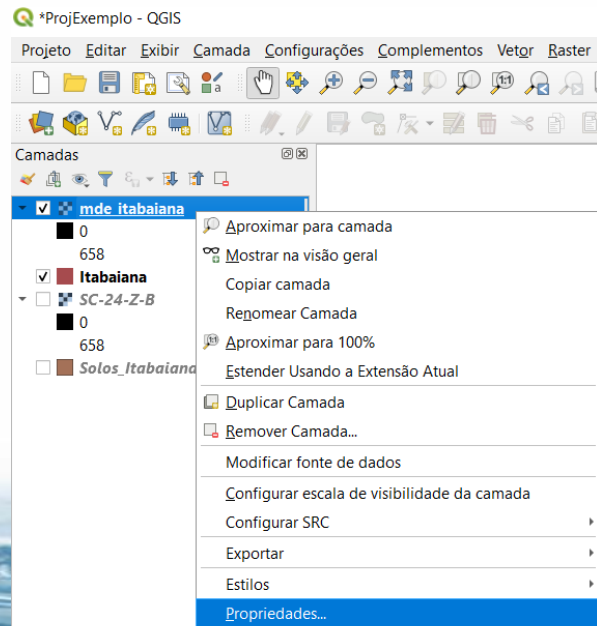 *ProjExemplo - QGIS
Projeto Editar Exibir Camada Configurações Complementos Vetor Raster
1:1
Camadas
mde_itabaiana
0
658
Itabaiana
SC-24-Z-B
0
658
Solos_Itabaiana
Aproximar para camada
Mostrar na visão geral
Copiar camada
Renomear Camada
Aproximar para 100%
Estender Usando a Extensão Atual
Duplicar Camada
Remover Camada...
Modificar fonte de dados
Configurar escala de visibilidade da camada
Configurar SRC
Exportar
Estilos
Propriedades...